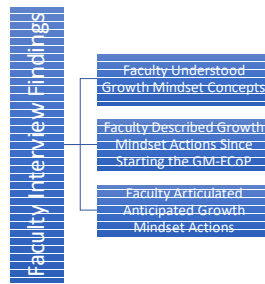 Faculty Interview Findings
Faculty Understood
Growth Mindset Concepts
Faculty Described Growth
Mindset Actions Since
Starting the GM-FCoP
Faculty Articulated
Anticipated Growth
Mindset Actions